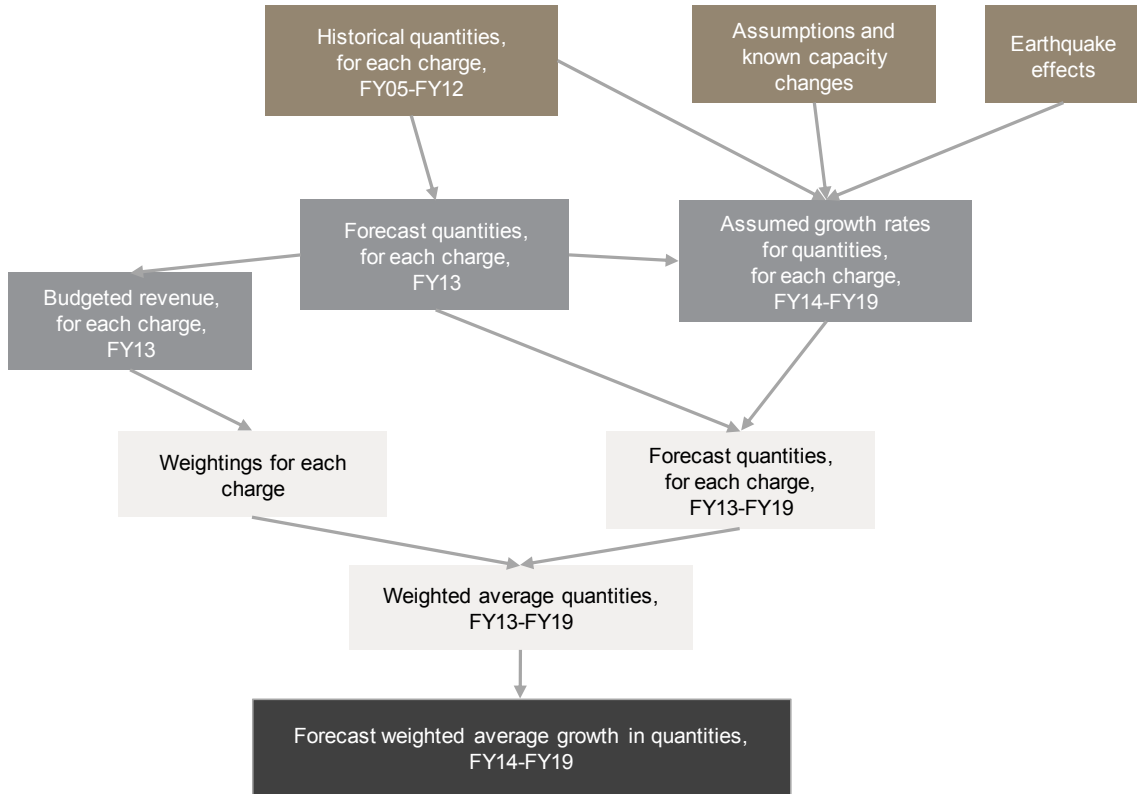 Historical quantities,
for each charge,
FY05-FY12
Assumptions and
known capacity
changes
Earthquake
effects
Forecast quantities,
for each charge,
FY13
Assumed growth rates
for quantities,
for each charge,
FY14-FY19
Budgeted revenue,
for each charge,
FY13
Weightings for each
charge
Forecast quantities,
for each charge,
FY13-FY19
Weighted average quantities,
FY13-FY19
Forecast weighted average growth in quantities,
FY14-FY19